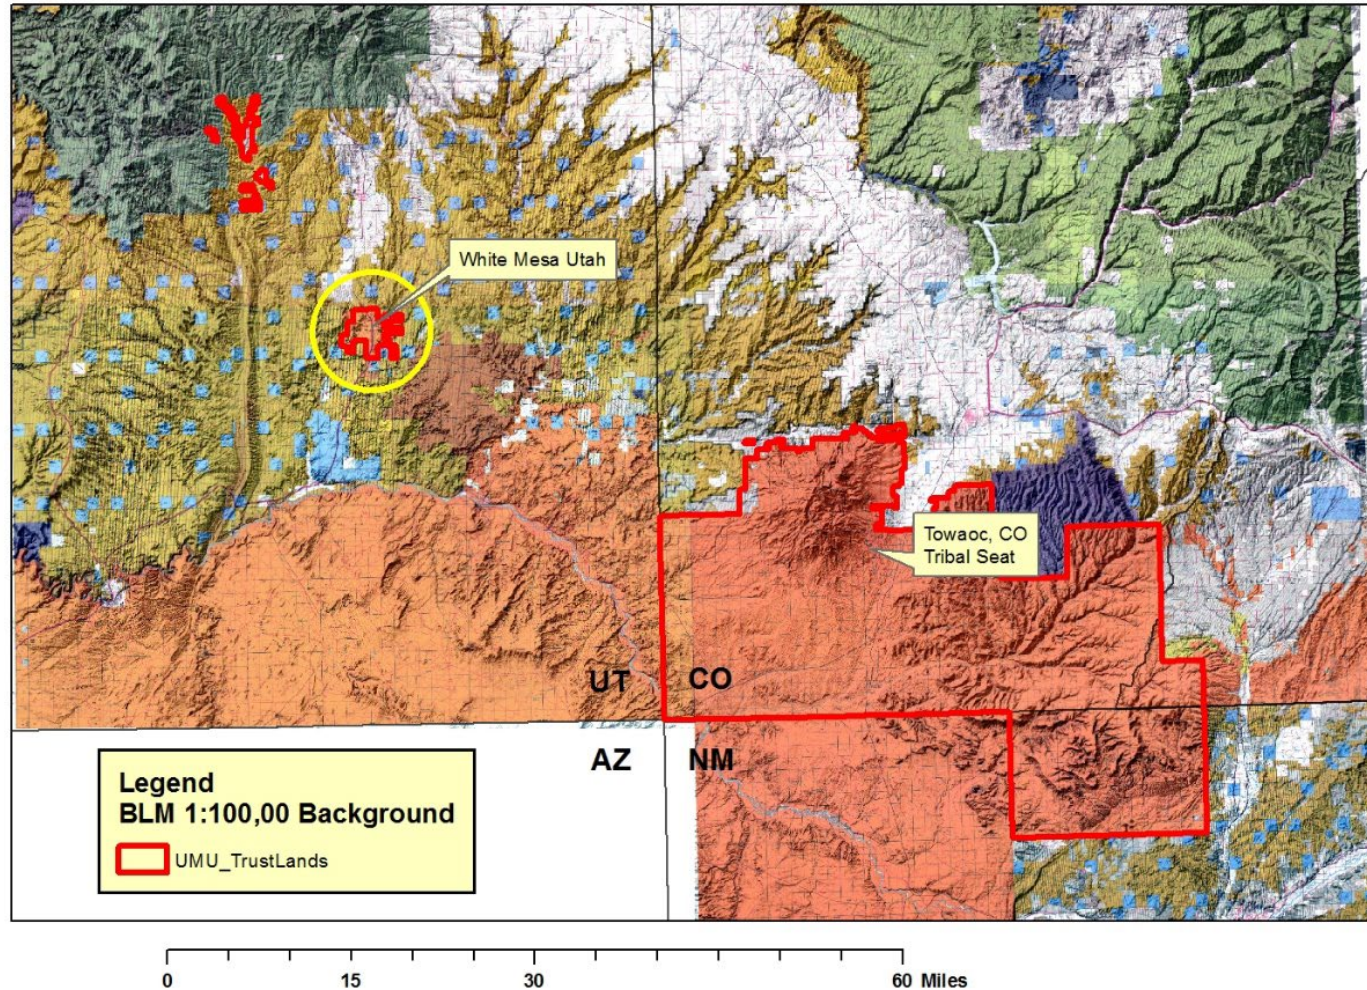 White Mesa Utah
Towaoc, CO
Tribal Seat
UT
CO
AZ
NM
Legend
BLM 1:100,00 Background
UMU_TrustLands
0 15 30 60 Miles